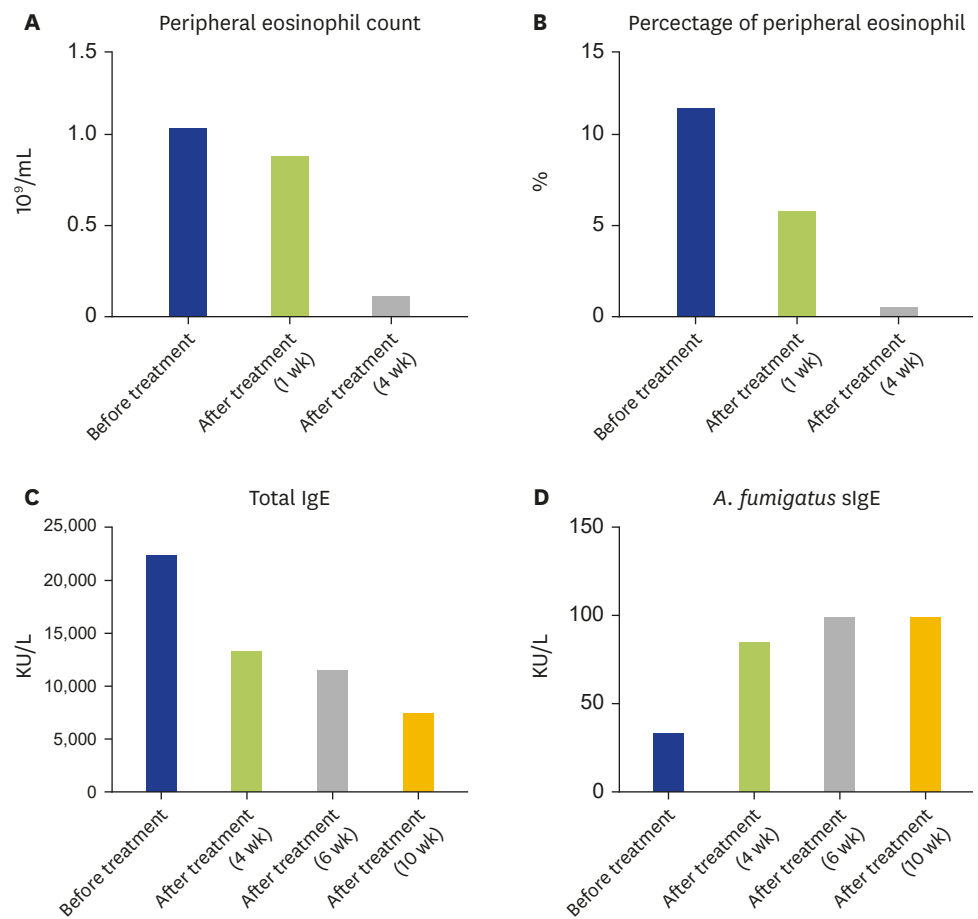 A Peripheral eosinophil count
1.5
1.0
0.5
0
10⁹/mL
Before treatment
After treatment
(1 wk)
After treatment
(4 wk)
B Percectage of peripheral eosinophil
15
10
5
0
%
Before treatment
After treatment
(1 wk)
After treatment
(4 wk)
C Total IgE
25,000
20,000
15,000
10,000
5,000
0
KU/L
Before treatment
After treatment
(4 wk)
After treatment
(6 wk)
After treatment
(10 wk)
D A. fumigatus sIgE
150
100
50
0
KU/L
Before treatment
After treatment
(4 wk)
After treatment
(6 wk)
After treatment
(10 wk)